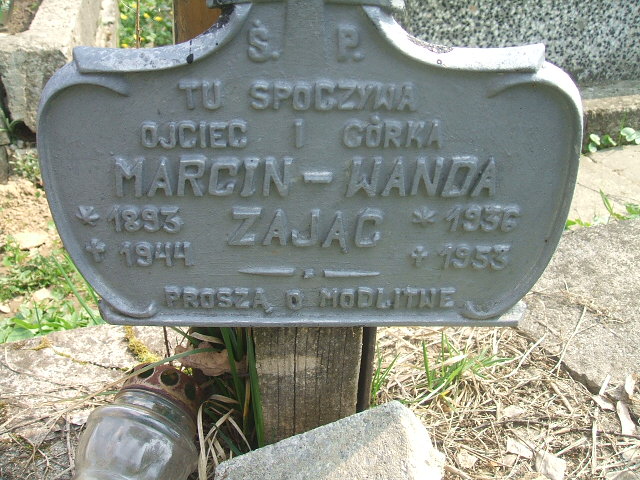 Ś. P.
TU SPOCZYWA
OJCIEC I CÓRKA
MARCIN - WANDA
* 1893 ZAJĄC * 1936
+ 1944 + 1953
PROSZĄ O MODLITWĘ